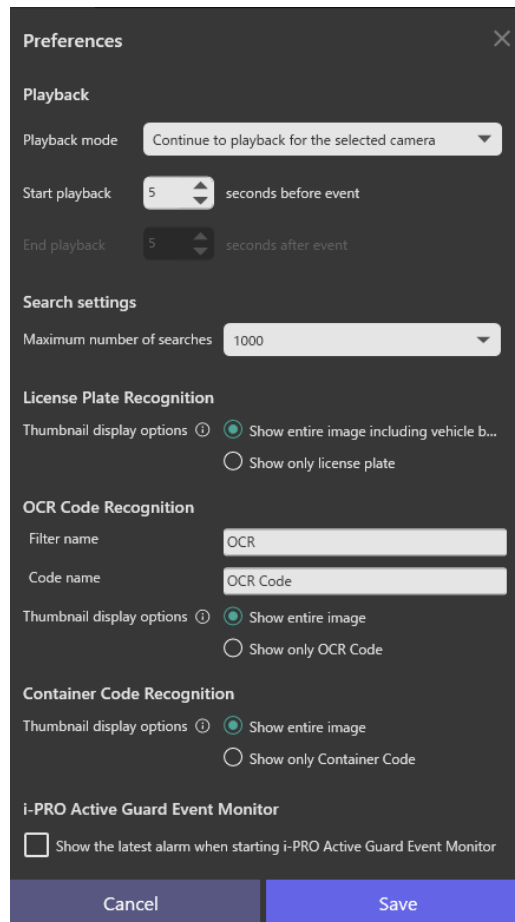 Preferences
Playback
Playback mode Continue to playback for the selected camera
Start playback 5 seconds before event
End playback 5 seconds after event
Search settings
Maximum number of searches 1000
License Plate Recognition
Thumbnail display options Show entire image including vehicle b...
Show only license plate
OCR Code Recognition
Filter name OCR
Code name OCR Code
Thumbnail display options Show entire image
Show only OCR Code
Container Code Recognition
Thumbnail display options Show entire image
Show only Container Code
i-PRO Active Guard Event Monitor
Show the latest alarm when starting i-PRO Active Guard Event Monitor
Cancel Save